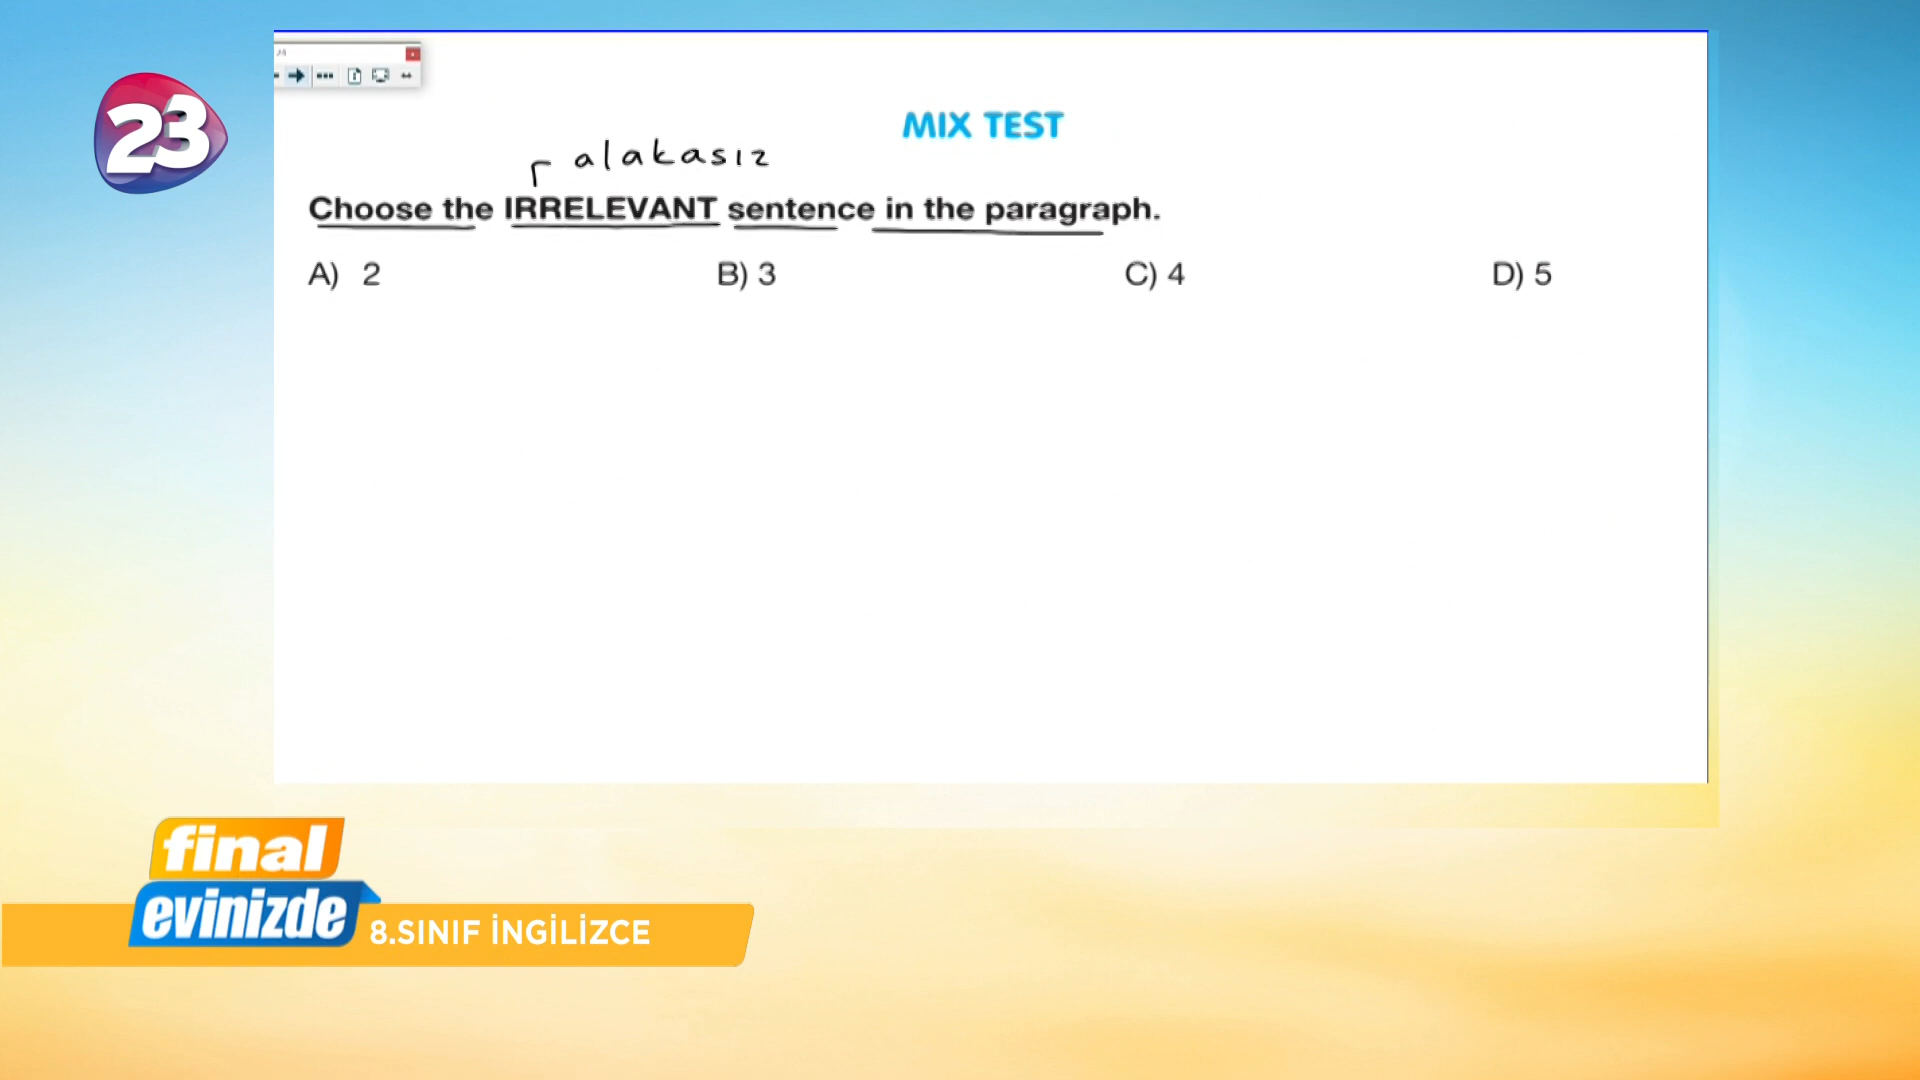 23
MIX TEST
alakasız
Choose the IRRELEVANT sentence in the paragraph.
A) 2
B) 3
C) 4
D) 5
final
evinizde
8.SINIF İNGİLİZCE